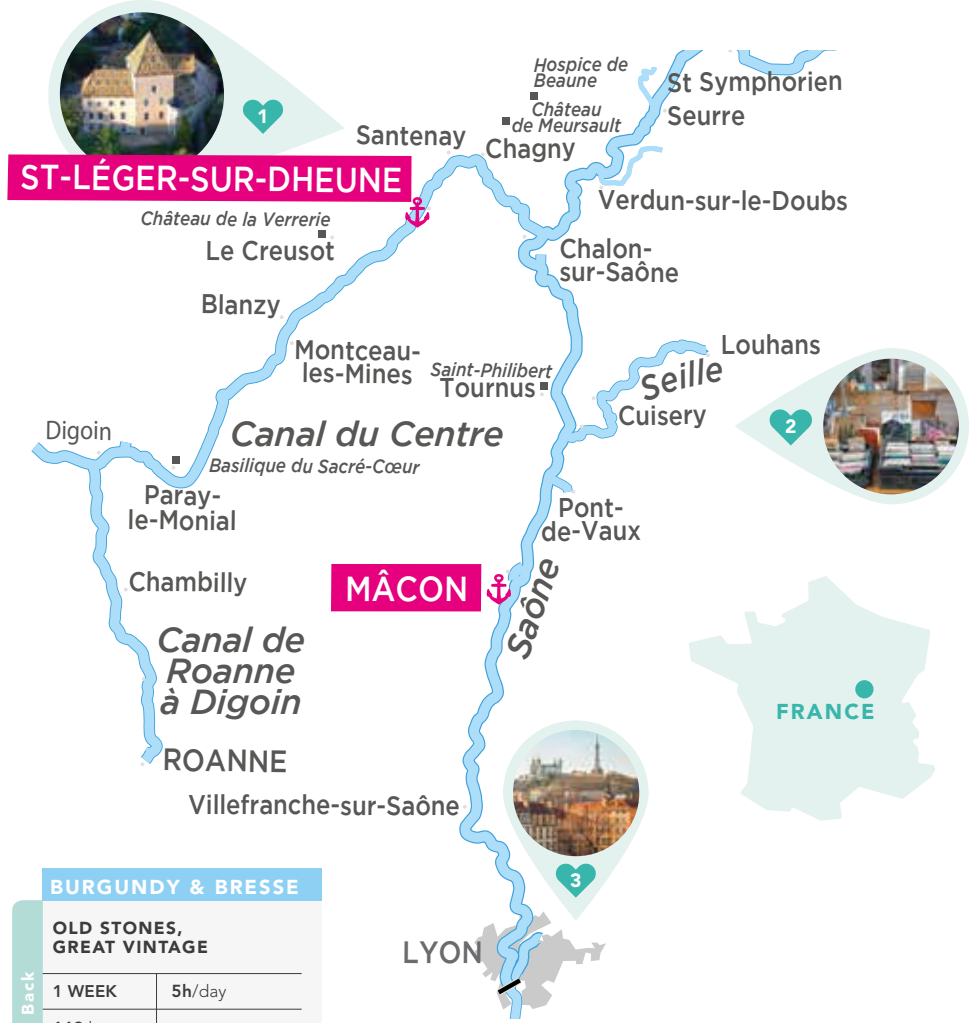 Hospice de
Beaune
St Symphorien
Château
de Meursault
Seurre
1
Santenay
Chagny
ST-LÉGER-SUR-DHEUNE
Verdun-sur-le-Doubs
Château de la Verrerie
Le Creusot
Chalon-
sur-Saône
Blanzy
Montceau-
les-Mines
Saint-Philibert
Tournus
Louhans
Seille
Cuisery
2
Digoin
Canal du Centre
Basilique du Sacré-Cœur
Paray-
le-Monial
Pont-
de-Vaux
Chambilly
MÂCON
Saône
Canal de
Roanne
à Digoin
FRANCE
ROANNE
Villefranche-sur-Saône
3
LYON
BURGUNDY & BRESSE
OLD STONES,
GREAT VINTAGE
Back
1 WEEK 5h/day